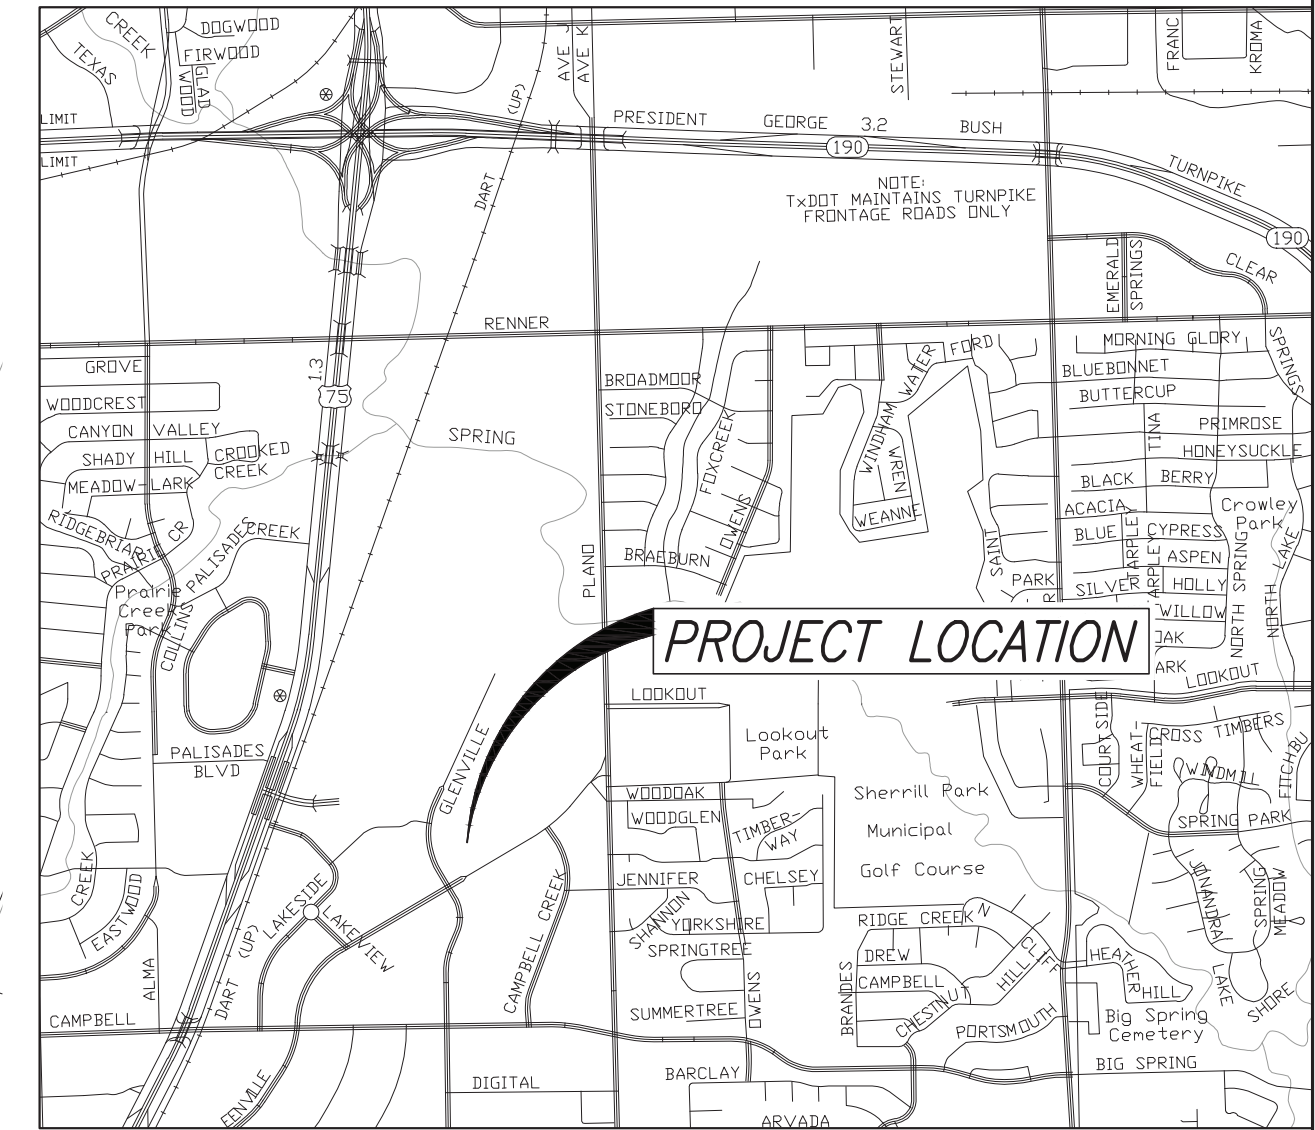 CREEK
DOGWOOD
FIRWOOD
GLAD
WOOD
TEXAS
AVE J
AVE K
STEWART
FRANC
KROMA
LIMIT
LIMIT
(UP)
DART
PRESIDENT GEORGE 3.2 BUSH
190
TURNPIKE
190
NOTE:
TxDOT MAINTAINS TURNPIKE
FRONTAGE ROADS ONLY
EMERALD
SPRINGS
CLEAR
SPRINGS
RENNER
GROVE
1.3
75
WOODCREST
CANYON VALLEY
SHADY HILL
CROOKED
CREEK
MEADOW-LARK
RIDGEBRIAR
PRAIRIE CR
PALISADES
CREEK
Prairie
Creek
Park
COLLINS
SPRING
PLANO
BROADMOOR
STONEBORO
FOXCREEK
OWENS
BRAEBURN
WINDHAM
WATER
FORD
WREN
WEANNE
SAINT
PARK
MORNING GLORY
BLUEBONNET
BUTTERCUP
TINA
PRIMROSE
HONEYSUCKLE
BLACK BERRY
ACACIA
Crowley
Park
BLUE
CYPRESS
TARPLEY
TARPLEY
ASPEN
SILVER
HOLLY
WILLOW
OAK
ARK
NORTH SPRING
NORTH LAKE
LOOKOUT
PROJECT LOCATION
LOOKOUT
Lookout
Park
GLENVILLE
PALISADES
BLVD
WOODOAK
WOODGLEN
TIMBER-
WAY
JENNIFER
CHELSEY
SHANNON
YORKSHIRE
SPRINGTREE
SUMMERTREE
OWENS
Sherrill Park
Municipal
Golf Course
COURTSIDE
WHEAT-
FIELD
CROSS TIMBERS
WINDMILL
FITCHBU
SPRING PARK
JONANDRA
SPRING
MEADOW
LAKE
SHORE
RIDGE CREEK
N
CLIFF
HILL
DREW
CAMPBELL
CHESTNUT
BRANDES
PORTSMOUTH
HEATHER
HILL
Big Spring
Cemetery
BIG SPRING
CREEK
EASTWOOD
ALMA
LAKESIDE
LAKEVIEW
(UP)
DART
CAMPBELL CREEK
CAMPBELL
EENVILLE
DIGITAL
BARCLAY
ARVADA